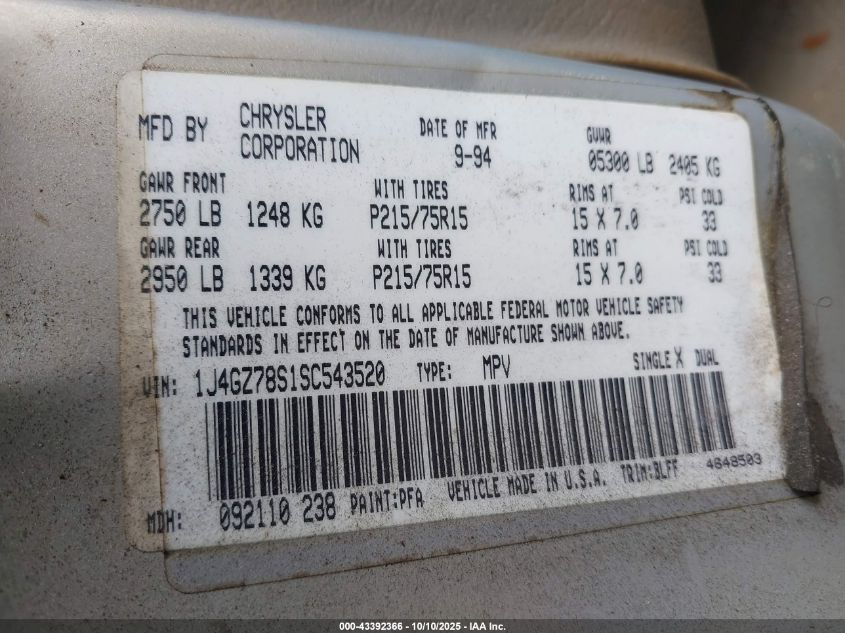 MFD BY CHRYSLER CORPORATION DATE OF MFR 9-94 GVWR 05300 LB 2405 KG
GAWR FRONT WITH TIRES RIMS AT PSI COLD
2750 LB 1248 KG P215/75R15 15 X 7.0 33
GAWR REAR WITH TIRES RIMS AT PSI COLD
2950 LB 1339 KG P215/75R15 15 X 7.0 33
THIS VEHICLE CONFORMS TO ALL APPLICABLE FEDERAL MOTOR VEHICLE SAFETY
STANDARDS IN EFFECT ON THE DATE OF MANUFACTURE SHOWN ABOVE.
VIN: 1J4GZ78S1SC543520 TYPE: MPV SINGLE X DUAL
MDH: 092110 238 PAINT:PFA VEHICLE MADE IN U.S.A. TRIM:BLFF 4648503
000-43392366 - 10/10/2025 - IAA Inc.